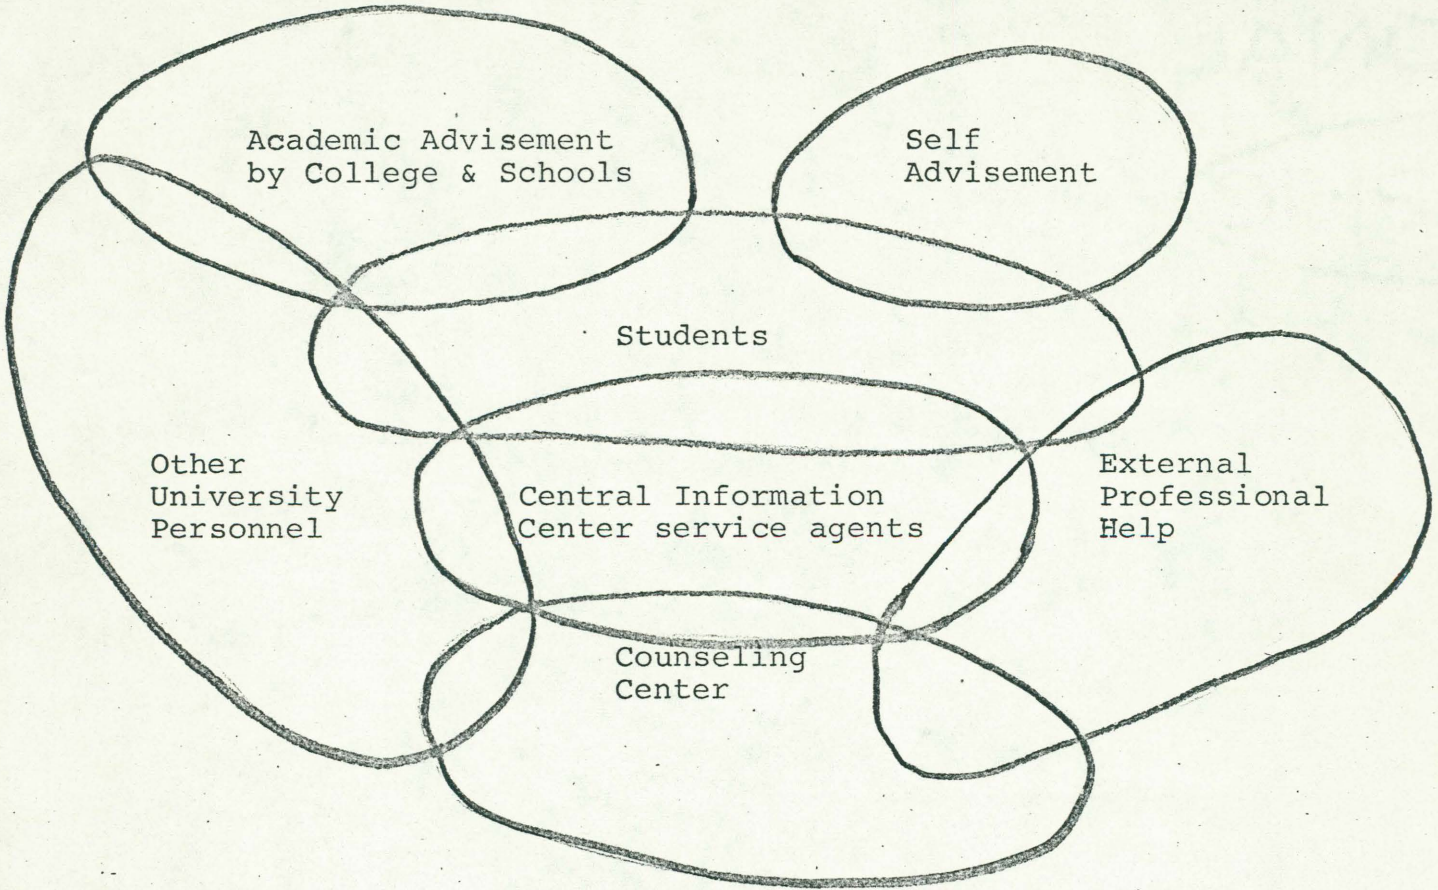 Academic Advisement
by College & Schools
Self
Advisement
Students
Other
University
Personnel
Central Information
Center service agents
External
Professional
Help
Counseling
Center